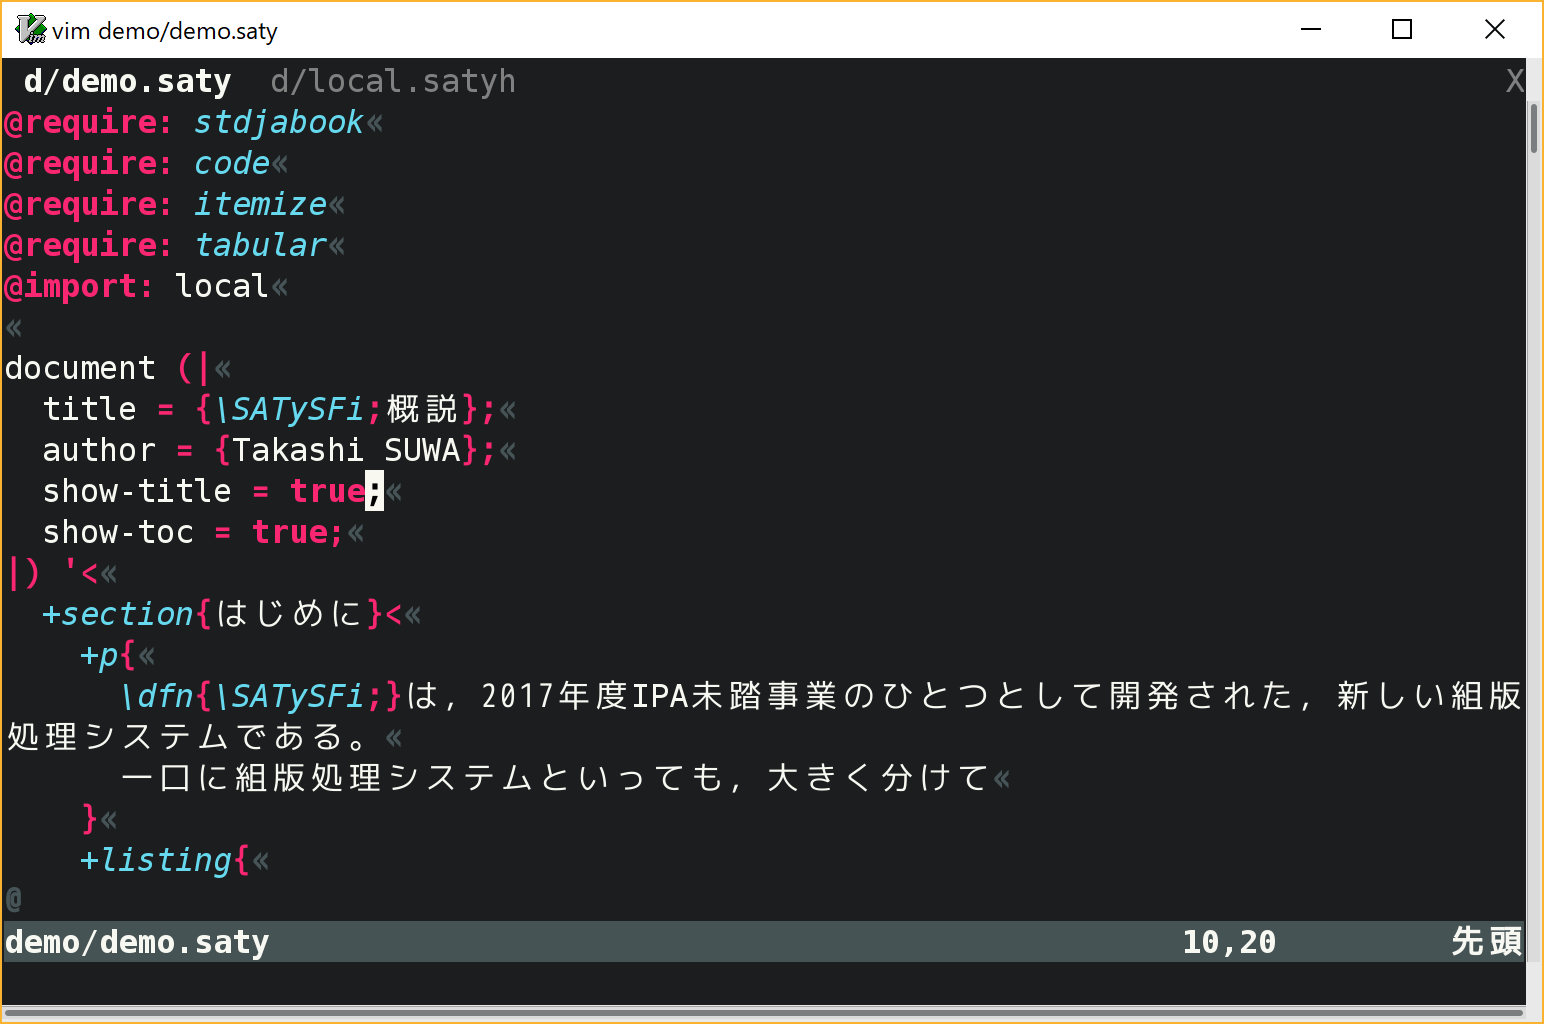 vim demo/demo.saty
d/demo.saty  d/local.satyh  X
@require: stdjabook«
@require: code«
@require: itemize«
@require: tabular«
@import: local«
«
document (|«
  title = {\SATySFi;概説};«
  author = {Takashi SUWA};«
  show-title = true;«
  show-toc = true;«
|) '<«
  +section{はじめに}<«
    +p{«
      \dfn{\SATySFi;}は，2017年度IPA未踏事業のひとつとして開発された，新しい組版
処理システムである。«
      一口に組版処理システムといっても，大きく分けて«
    }«
    +listing{«
@
demo/demo.saty  10,20  先頭